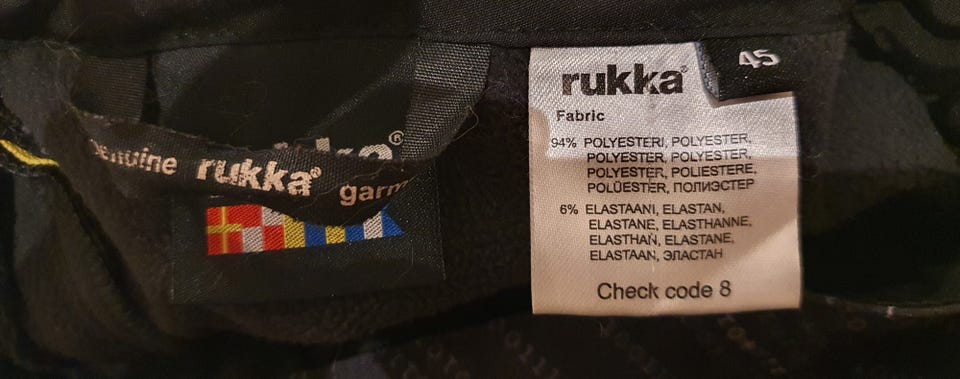 Genuine rukka® garm
®
rukka®
45
Fabric
94% POLYESTERI, POLYESTER,
POLYESTER, POLYESTER,
POLYESTER, POLIESTERE,
POLÜESTER, ПОЛИЭСТЕР
6% ELASTAANI, ELASTAN,
ELASTANE, ELASTHANNE,
ELASTHAN, ELASTANE,
ELASTAAN, ЭЛАСТАН
Check code 8